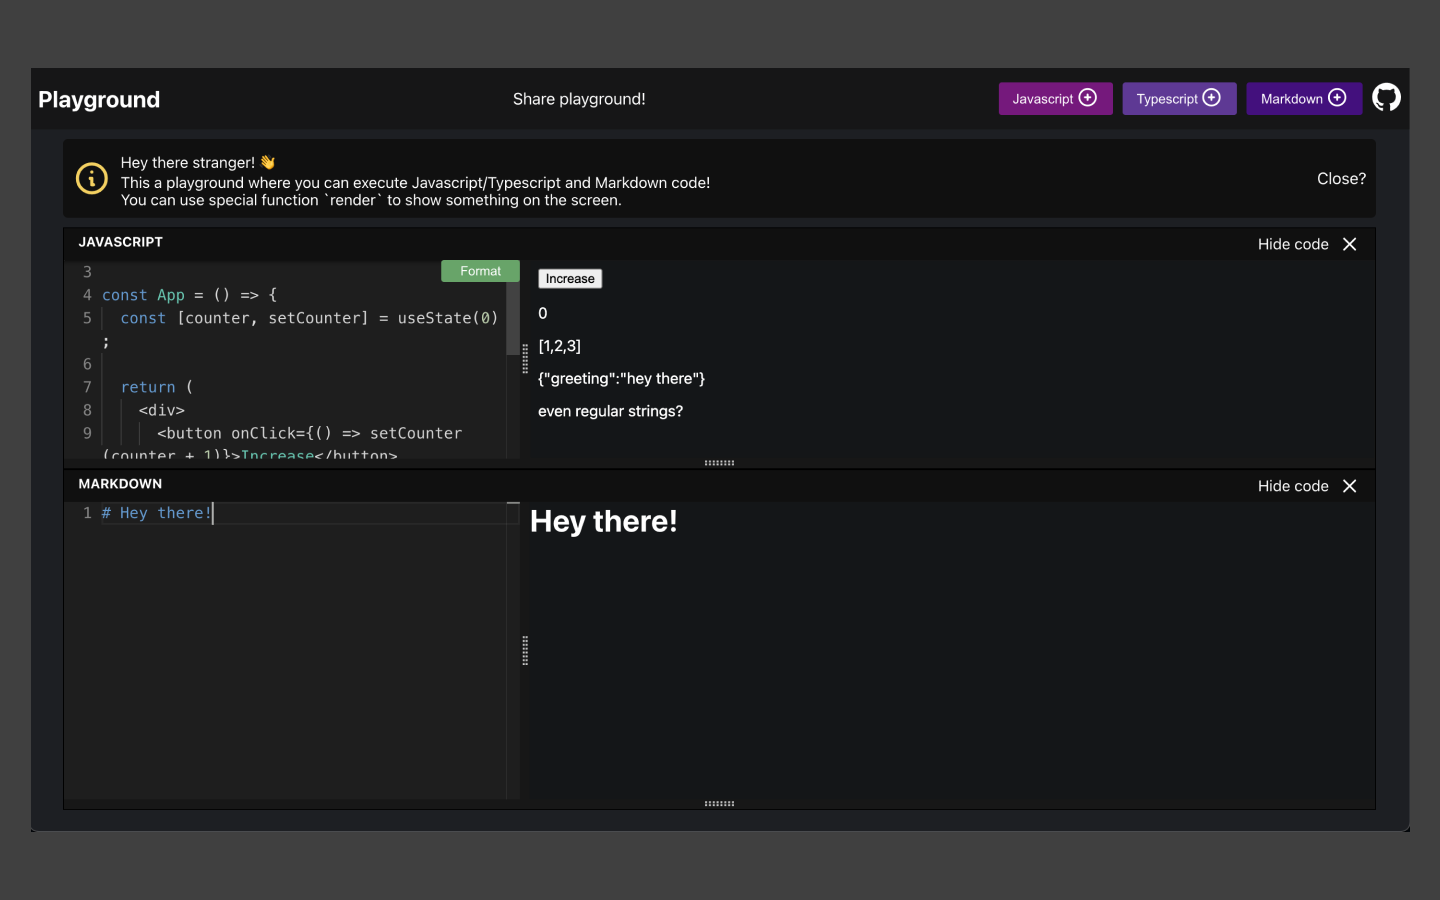 Playground
Share playground!
Javascript
Typescript
Markdown
Hey there stranger! 👋
This a playground where you can execute Javascript/Typescript and Markdown code!
You can use special function `render` to show something on the screen.
Close?
JAVASCRIPT
Hide code
Format
3
4 const App = () => {
5 const [counter, setCounter] = useState(0)
;
6
7 return (
8 <div>
9 <button onClick={() => setCounter
(counter + 1)}>Increase</button>
Increase
0
[1,2,3]
{"greeting":"hey there"}
even regular strings?
MARKDOWN
Hide code
1 # Hey there!
Hey there!